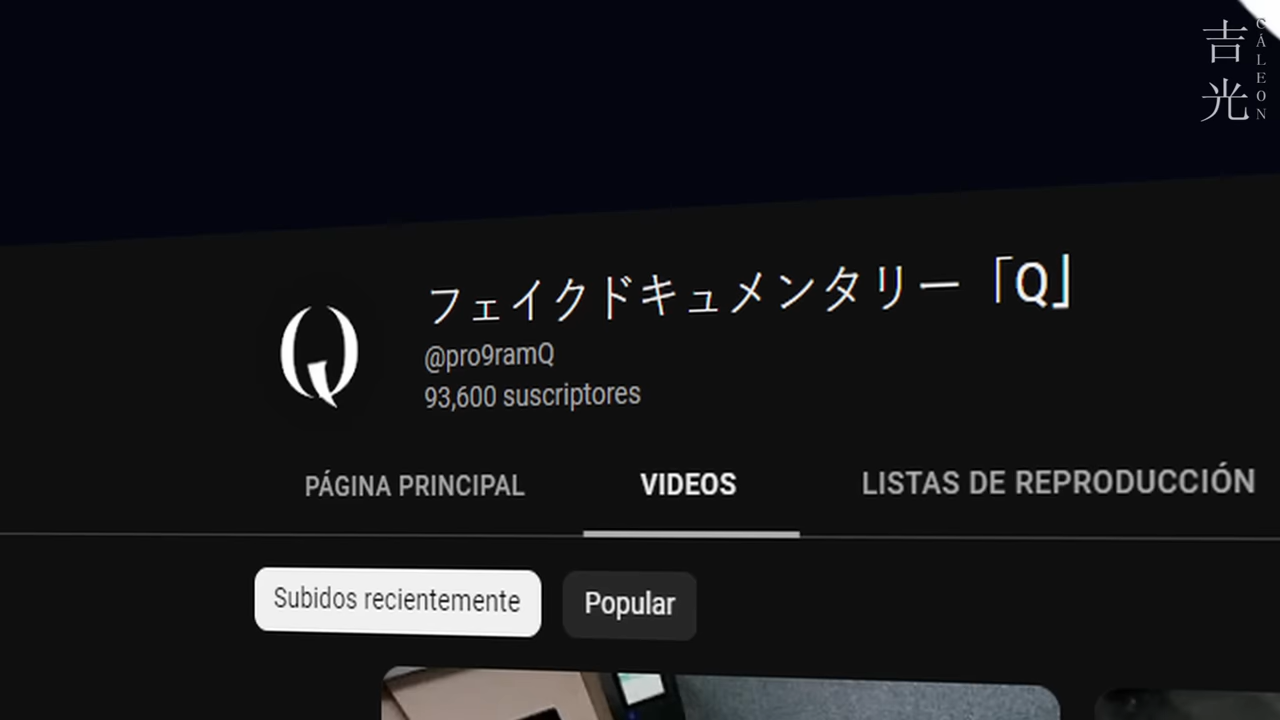 吉光
CÁLEON
フェイクドキュメンタリー「Q」
@pro9ramQ
93,600 suscriptores
PÁGINA PRINCIPAL VIDEOS LISTAS DE REPRODUCCIÓN
Subidos recientemente Popular